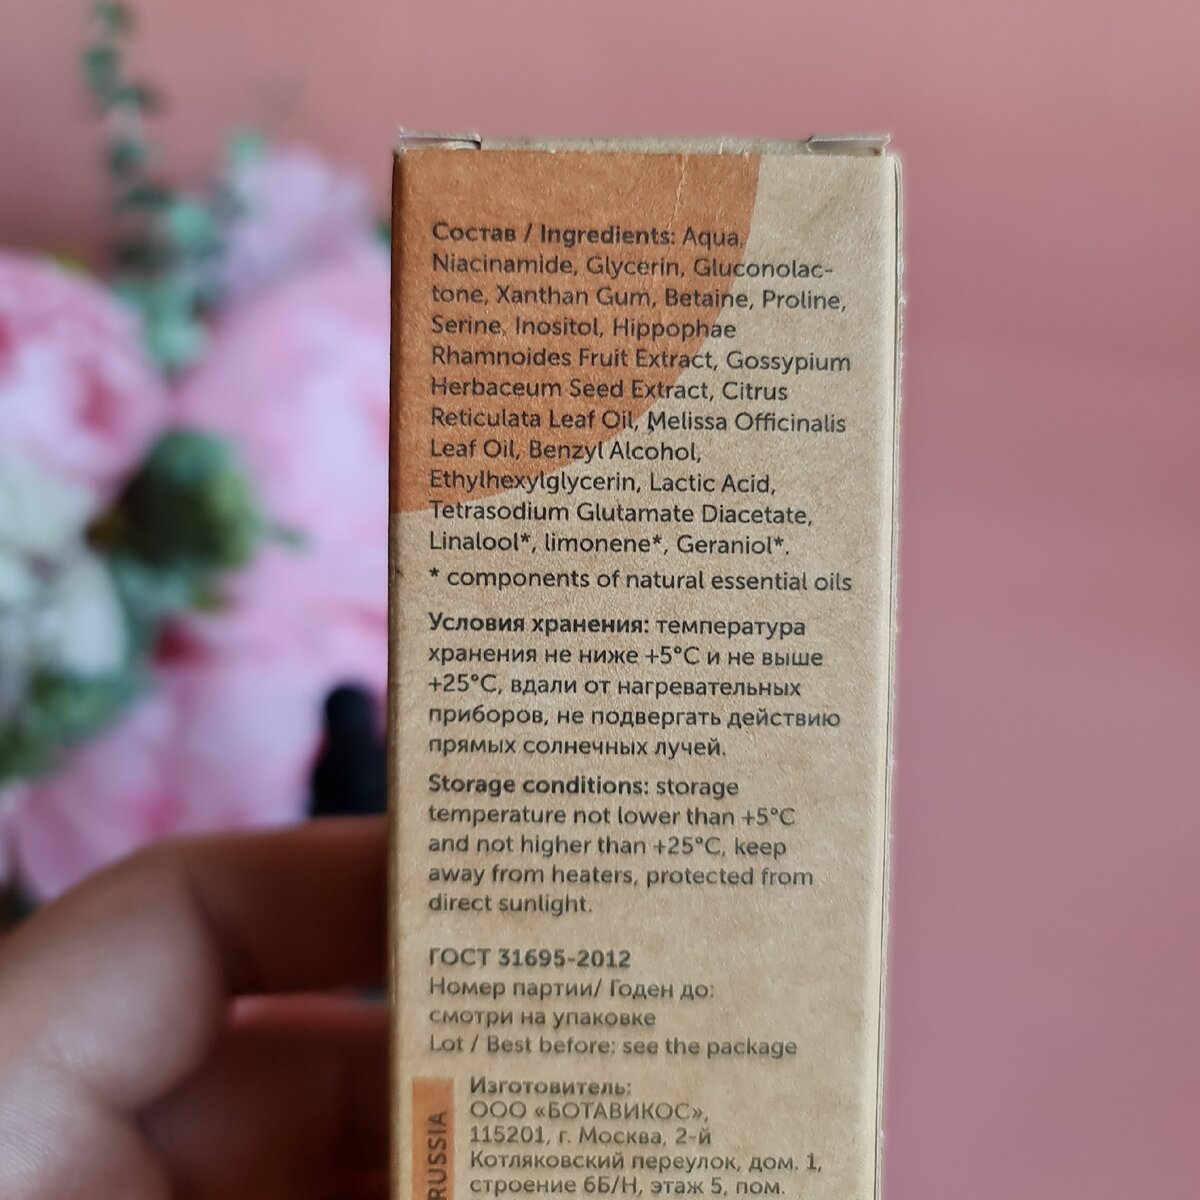 Состав / Ingredients: Aqua,
Niacinamide, Glycerin, Gluconolac-
tone, Xanthan Gum, Betaine, Proline,
Serine, Inositol, Hippophae
Rhamnoides Fruit Extract, Gossypium
Herbaceum Seed Extract, Citrus
Reticulata Leaf Oil, Melissa Officinalis
Leaf Oil, Benzyl Alcohol,
Ethylhexylglycerin, Lactic Acid,
Tetrasodium Glutamate Diacetate,
Linalool*, limonene*, Geraniol*.
* components of natural essential oils
Условия хранения: температура
хранения не ниже +5°C и не выше
+25°C, вдали от нагревательных
приборов, не подвергать действию
прямых солнечных лучей.
Storage conditions: storage
temperature not lower than +5°C
and not higher than +25°C, keep
away from heaters, protected from
direct sunlight.
ГОСТ 31695-2012
Номер партии/ Годен до:
смотри на упаковке
Lot / Best before: see the package
RUSSIA
Изготовитель:
ООО «БОТАВИКОС»,
115201, г. Москва, 2-й
Котляковский переулок, дом. 1,
строение 6Б/Н, этаж 5, пом.